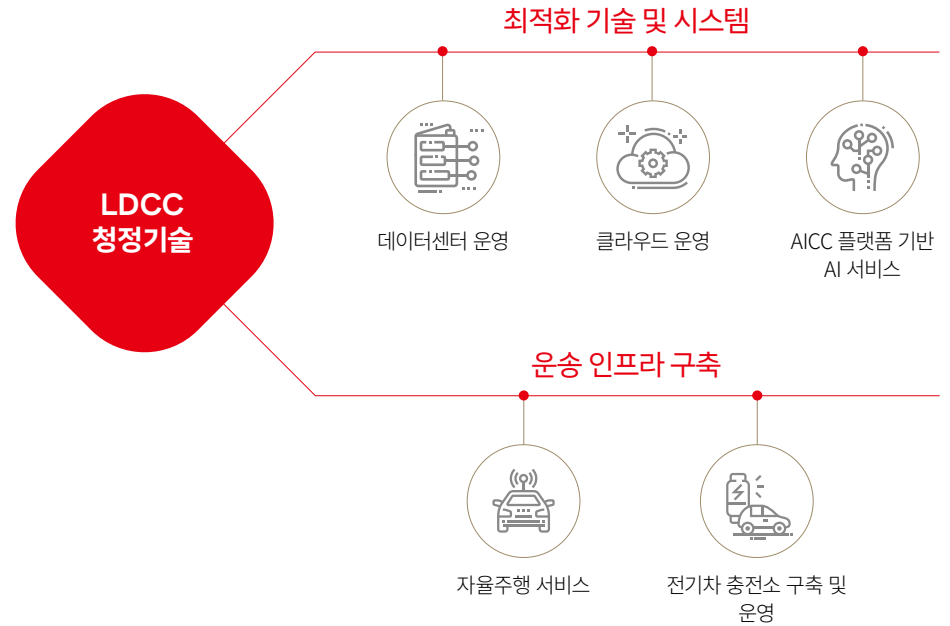 최적화 기술 및 시스템
LDCC
청정기술
데이터센터 운영
클라우드 운영
AICC 플랫폼 기반
AI 서비스
운송 인프라 구축
자율주행 서비스
전기차 충전소 구축 및
운영